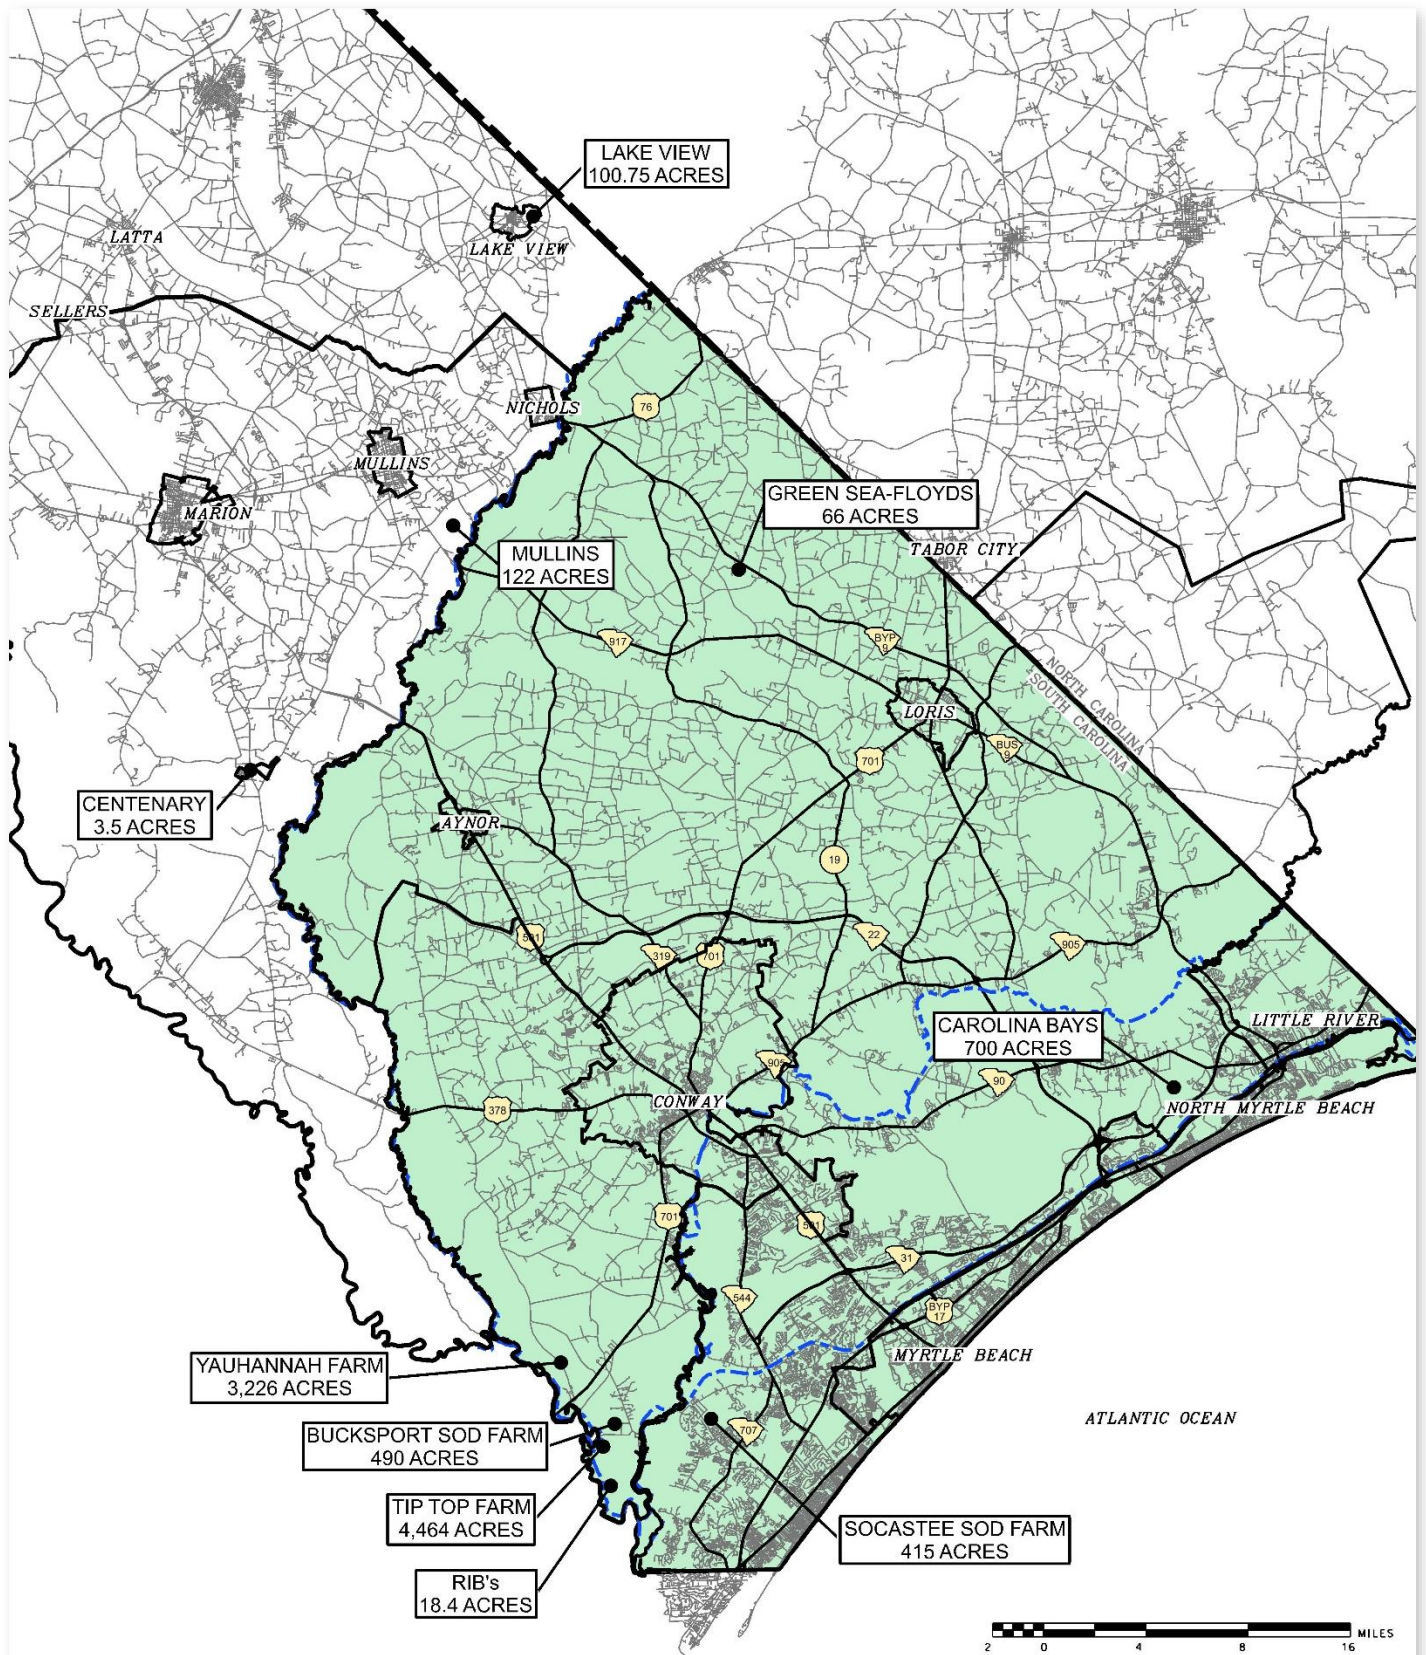 LAKE VIEW
100.75 ACRES
LATTA
LAKE VIEW
SELLERS
NICHOLS
76
MULLINS
MARION
GREEN SEA-FLOYDS
66 ACRES
TABOR CITY
MULLINS
122 ACRES
917
BYP
9
NORTH CAROLINA
SOUTH CAROLINA
LORIS
BUS
9
701
CENTENARY
3.5 ACRES
AYNOR
19
501
22
319
701
905
CAROLINA BAYS
700 ACRES
LITTLE RIVER
905
90
CONWAY
378
NORTH MYRTLE BEACH
701
501
31
544
BYP
17
MYRTLE BEACH
YAUHANNAH FARM
3,226 ACRES
ATLANTIC OCEAN
BUCKSPORT SOD FARM
490 ACRES
707
TIP TOP FARM
4,464 ACRES
SOCASTEE SOD FARM
415 ACRES
RIB's
18.4 ACRES
MILES
2 0 4 8 16